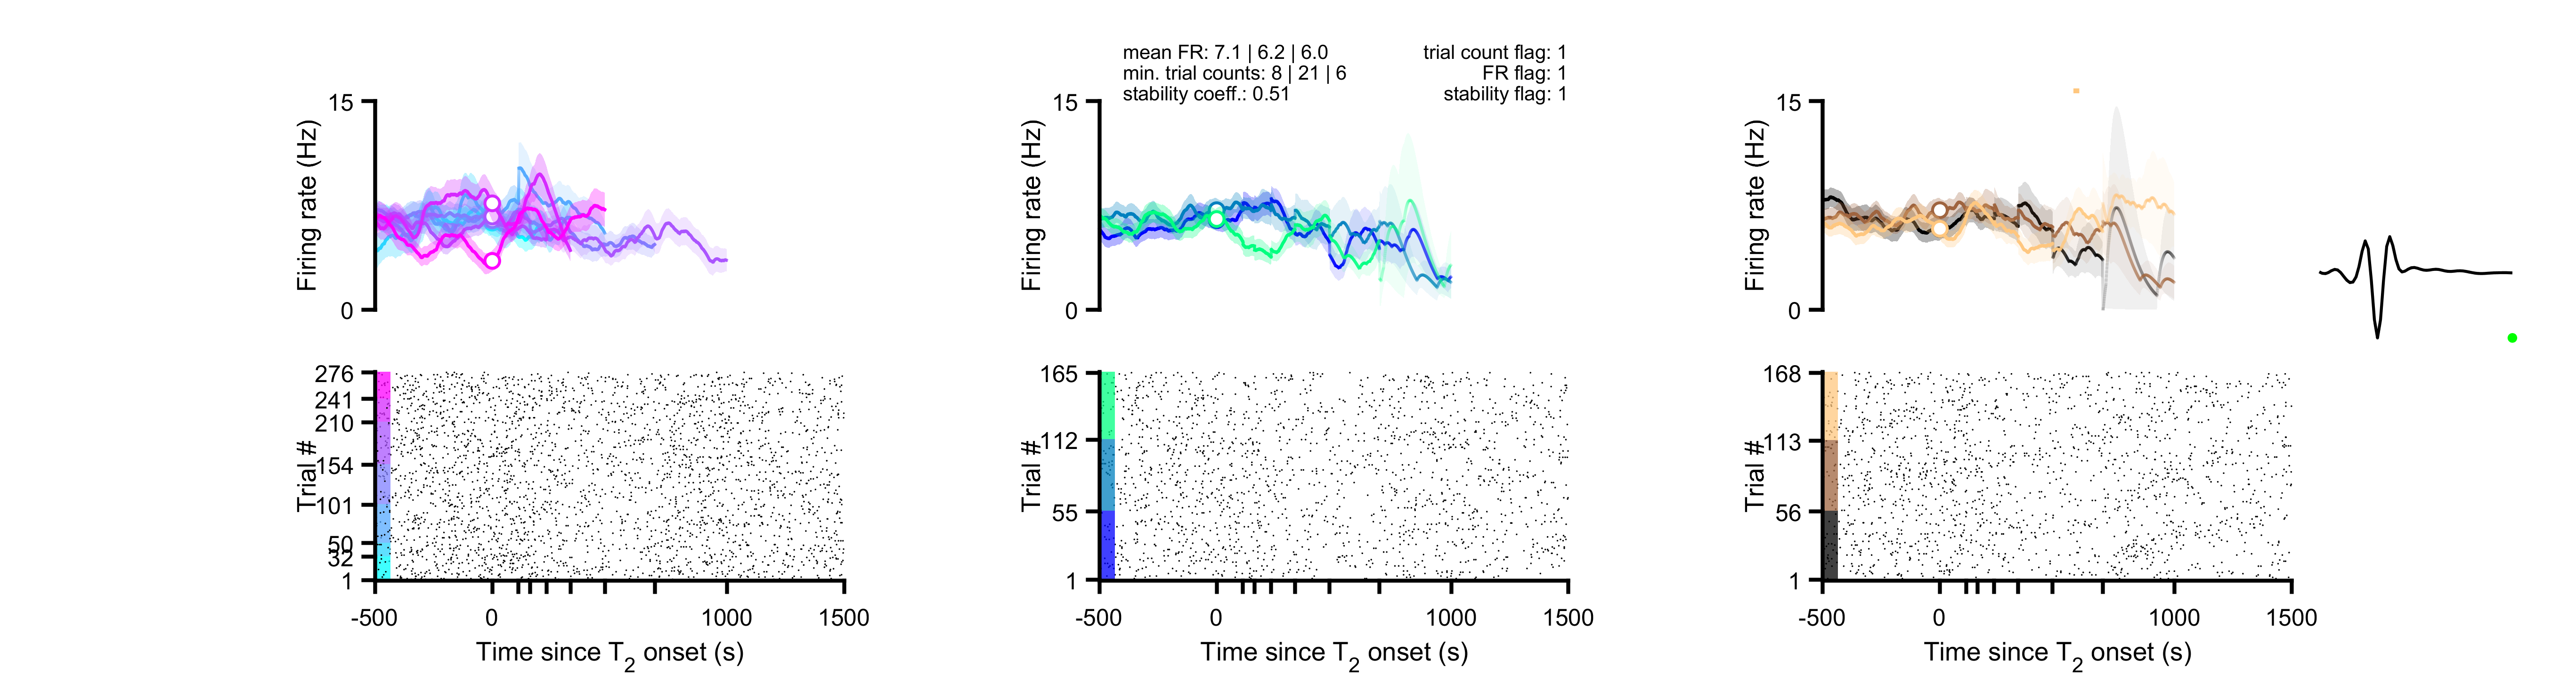 mean FR: 7.1 | 6.2 | 6.0
min. trial counts: 8 | 21 | 6
stability coeff.: 0.51
trial count flag: 1
FR flag: 1
stability flag: 1
15
Firing rate (Hz)
0
15
Firing rate (Hz)
0
15
Firing rate (Hz)
0
276
241
210
154
101
50
32
1
Trial #
-500
0
1000
1500
Time since T2 onset (s)
165
112
55
1
Trial #
-500
0
1000
1500
Time since T2 onset (s)
168
113
56
1
Trial #
-500
0
1000
1500
Time since T2 onset (s)